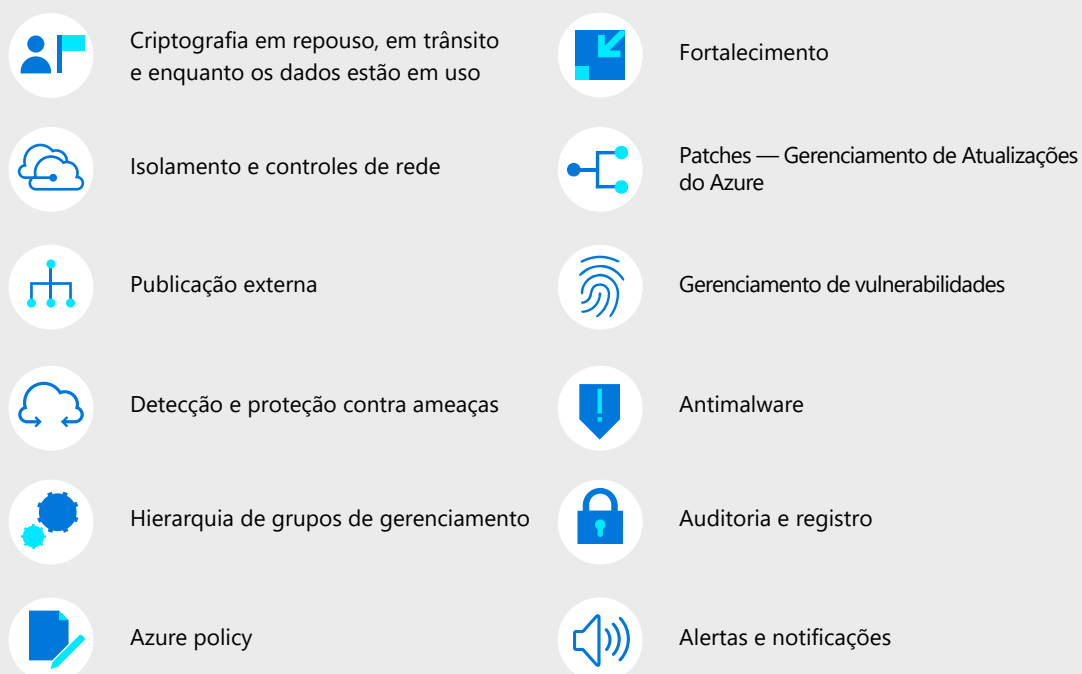 Criptografia em repouso, em trânsito
e enquanto os dados estão em uso
Isolamento e controles de rede
Publicação externa
Detecção e proteção contra ameaças
Hierarquia de grupos de gerenciamento
Azure policy
Fortalecimento
Patches — Gerenciamento de Atualizações
do Azure
Gerenciamento de vulnerabilidades
Antimalware
Auditoria e registro
Alertas e notificações